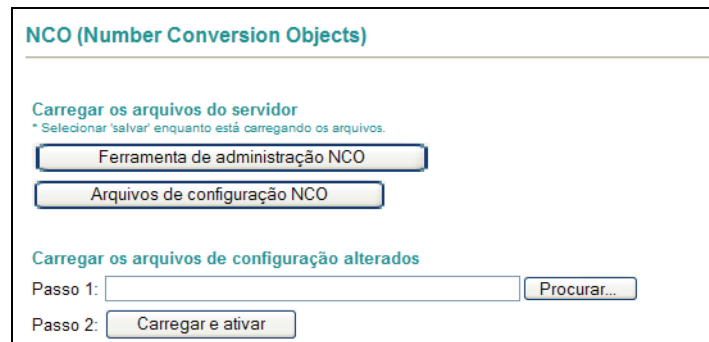 NCO (Number Conversion Objects)
Carregar os arquivos do servidor
* Selecionar 'salvar' enquanto está carregando os arquivos.
Ferramenta de administração NCO
Arquivos de configuração NCO
Carregar os arquivos de configuração alterados
Passo 1: Procurar...
Passo 2: Carregar e ativar